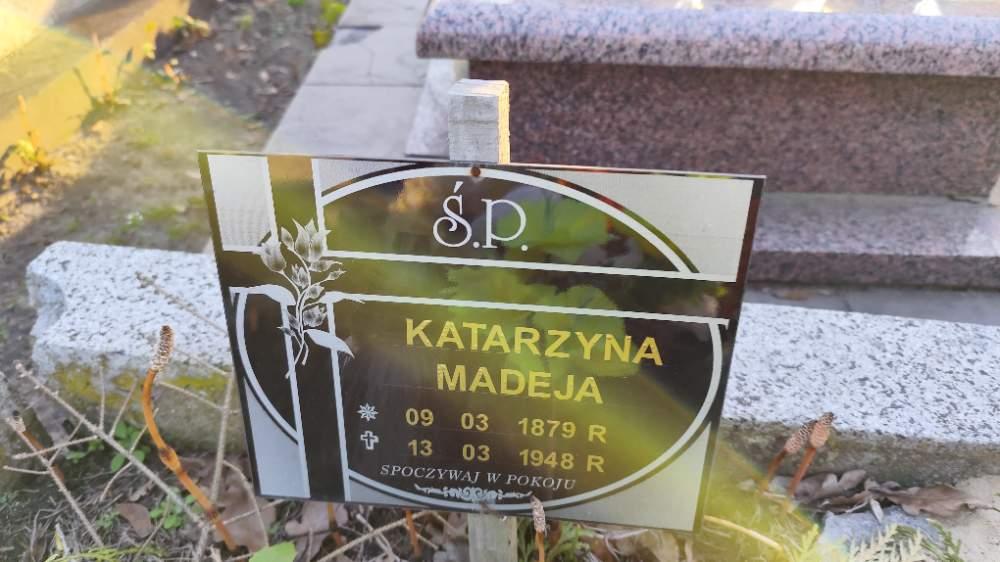 Ś.P.
KATARZYNA
MADEJA
09 03 1879 R
13 03 1948 R
SPOCZYWAJ W POKOJU